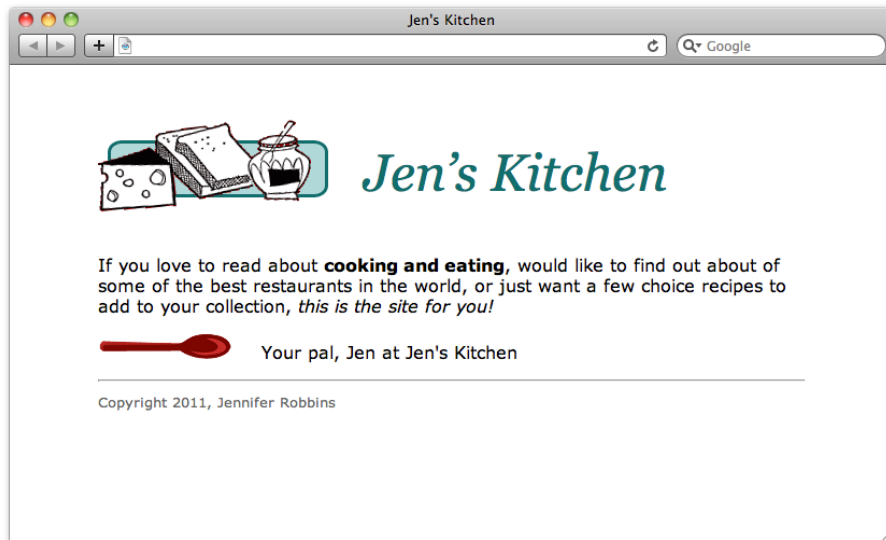 Jen's Kitchen
Google
Jen’s Kitchen
If you love to read about cooking and eating, would like to find out about of
some of the best restaurants in the world, or just want a few choice recipes to
add to your collection, this is the site for you!
Your pal, Jen at Jen's Kitchen
Copyright 2011, Jennifer Robbins